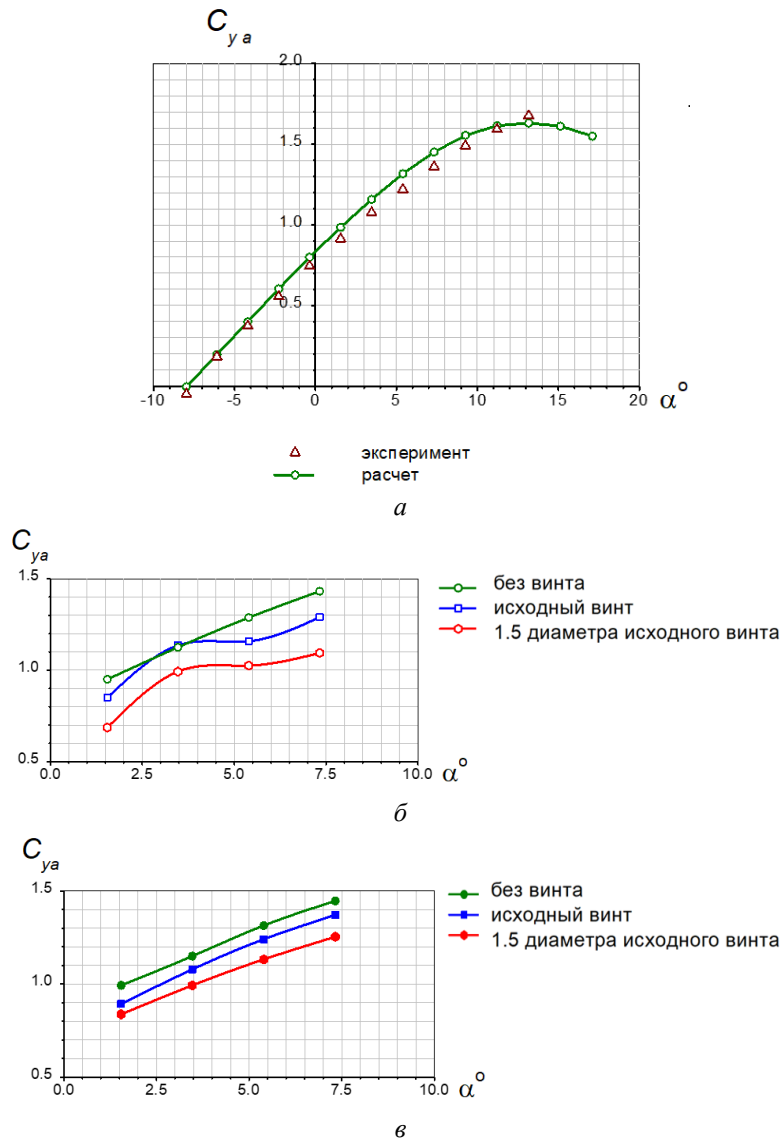 C y a
2.0
1.5
1.0
0.5
-10 -5 0 5 10 15 20 α°
эксперимент
расчет
а
C ya
1.5
1.0
0.5
0.0 2.5 5.0 7.5 10.0 α°
без винта
исходный винт
1.5 диаметра исходного винта
б
C ya
1.5
1.0
0.5
0.0 2.5 5.0 7.5 10.0 α°
без винта
исходный винт
1.5 диаметра исходного винта
в